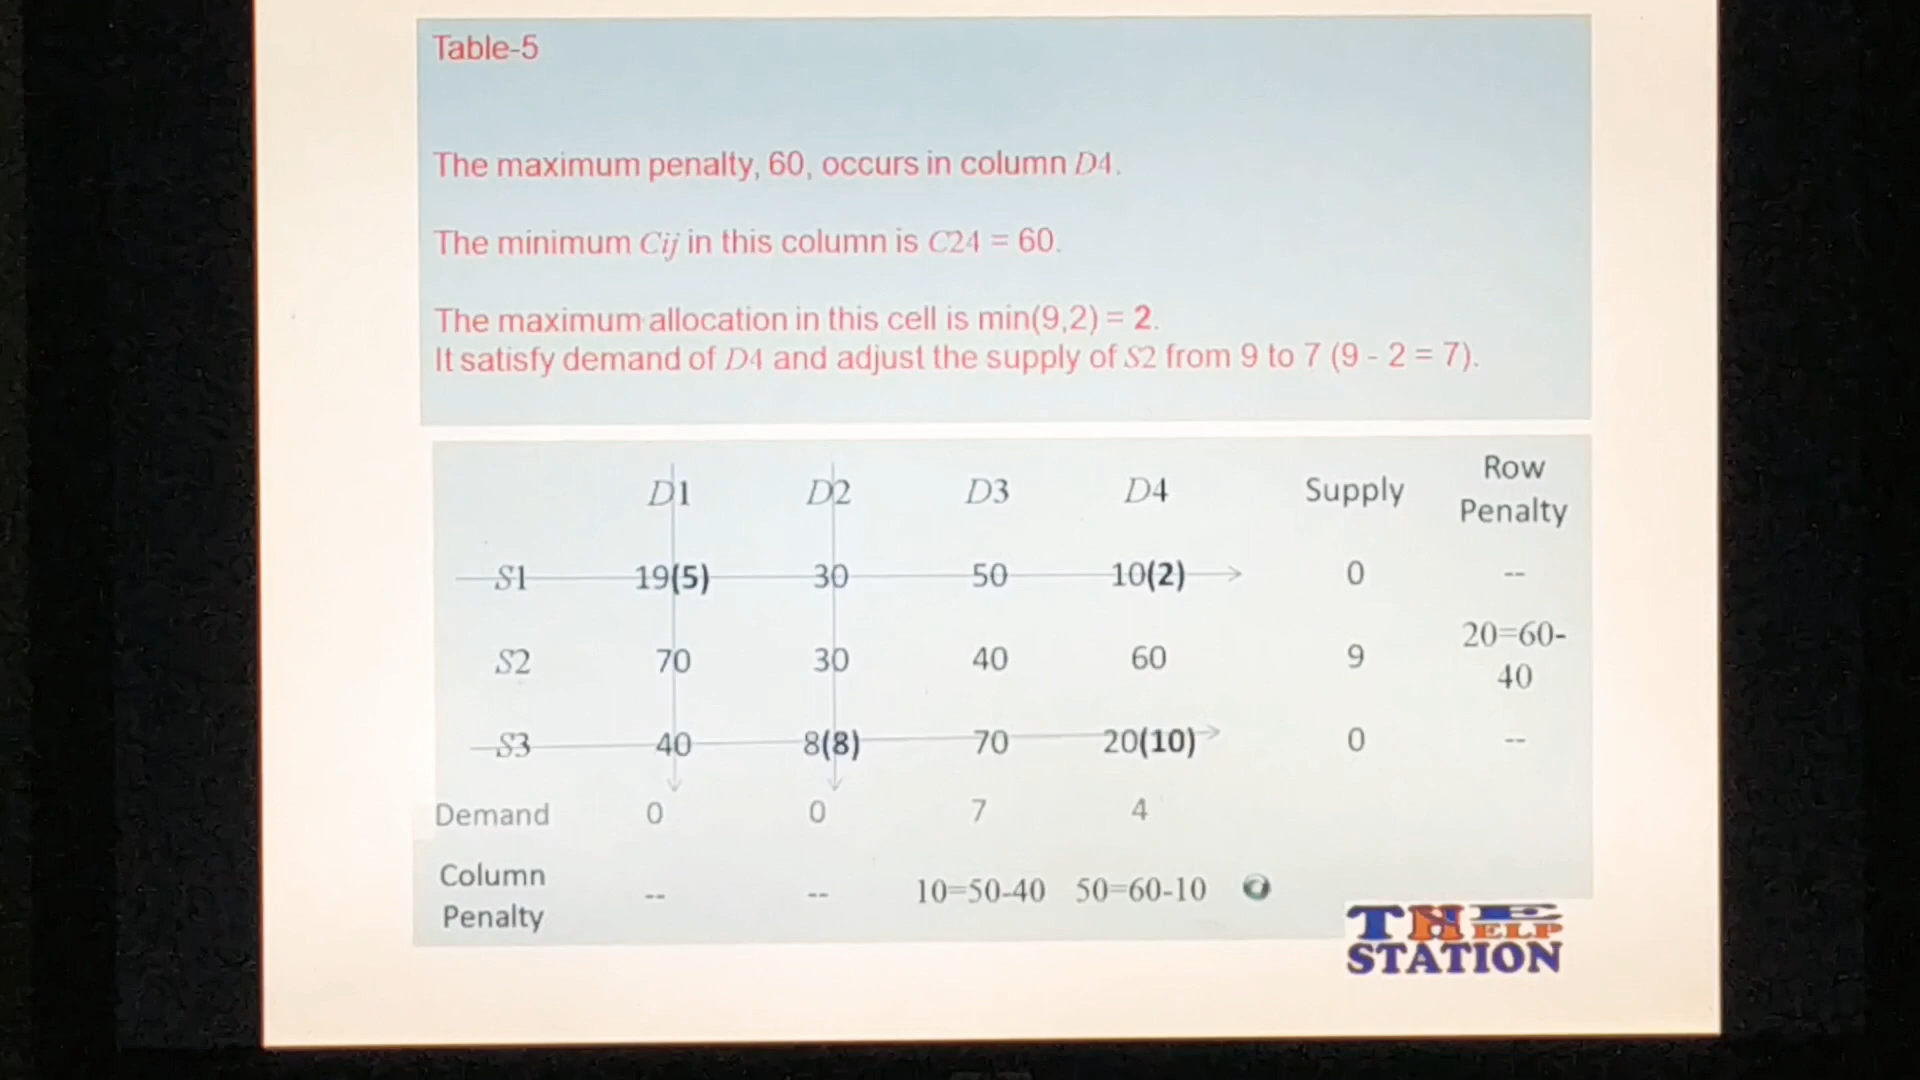 Table-5
The maximum penalty, 60, occurs in column D4.
The minimum Cij in this column is C24 = 60.
The maximum allocation in this cell is min(9,2) = 2.
It satisfy demand of D4 and adjust the supply of S2 from 9 to 7 (9 - 2 = 7).
D1 D2 D3 D4 Supply Row Penalty
S1 19(5) 30 50 10(2) 0 --
S2 70 30 40 60 9 20=60-40
S3 40 8(8) 70 20(10) 0 --
Demand 0 0 7 4
Column Penalty -- -- 10=50-40 50=60-10
THE HELP
STATION